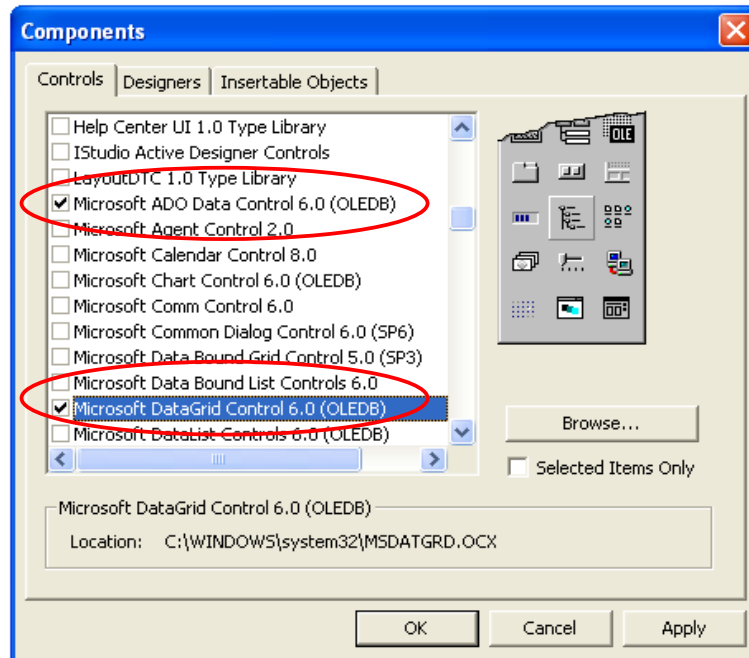 Components
Controls
Designers
Insertable Objects
Help Center UI 1.0 Type Library
IStudio Active Designer Controls
LayoutDTC 1.0 Type Library
Microsoft ADO Data Control 6.0 (OLEDB)
Microsoft Agent Control 2.0
Microsoft Calendar Control 8.0
Microsoft Chart Control 6.0 (OLEDB)
Microsoft Comm Control 6.0
Microsoft Common Dialog Control 6.0 (SP6)
Microsoft Data Bound Grid Control 5.0 (SP3)
Microsoft Data Bound List Controls 6.0
Microsoft DataGrid Control 6.0 (OLEDB)
Microsoft DataList Controls 6.0 (OLEDB)
OLE
Browse...
Selected Items Only
Microsoft DataGrid Control 6.0 (OLEDB)
Location: C:\WINDOWS\system32\MSDATGRD.OCX
OK
Cancel
Apply